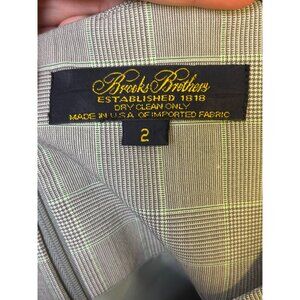 Brooks Brothers
ESTABLISHED 1818
DRY CLEAN ONLY
MADE IN U.S.A. OF IMPORTED FABRIC
2